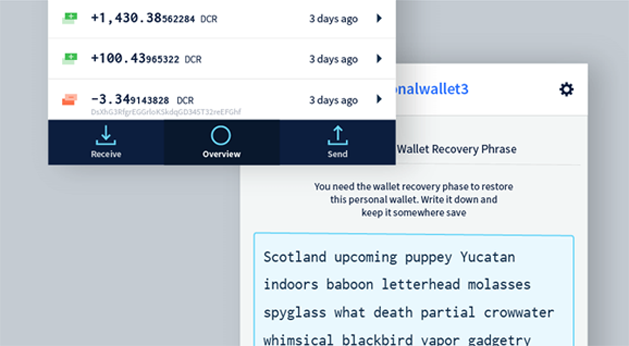 +1,430.38562284 DCR 3 days ago
+100.43965322 DCR 3 days ago
-3.349143828 DCR 3 days ago
DsXhG3RfgrEGGrloKSkdqGD34ST32reEFGhf
Receive Overview Send
onalwallet3
Wallet Recovery Phrase
You need the wallet recovery phase to restore
this personal wallet. Write it down and
keep it somewhere save
Scotland upcoming puppey Yucatan
indoors baboon letterhead molasses
spyglass what death partial crowwater
whimsical blackbird vapor gadgetry